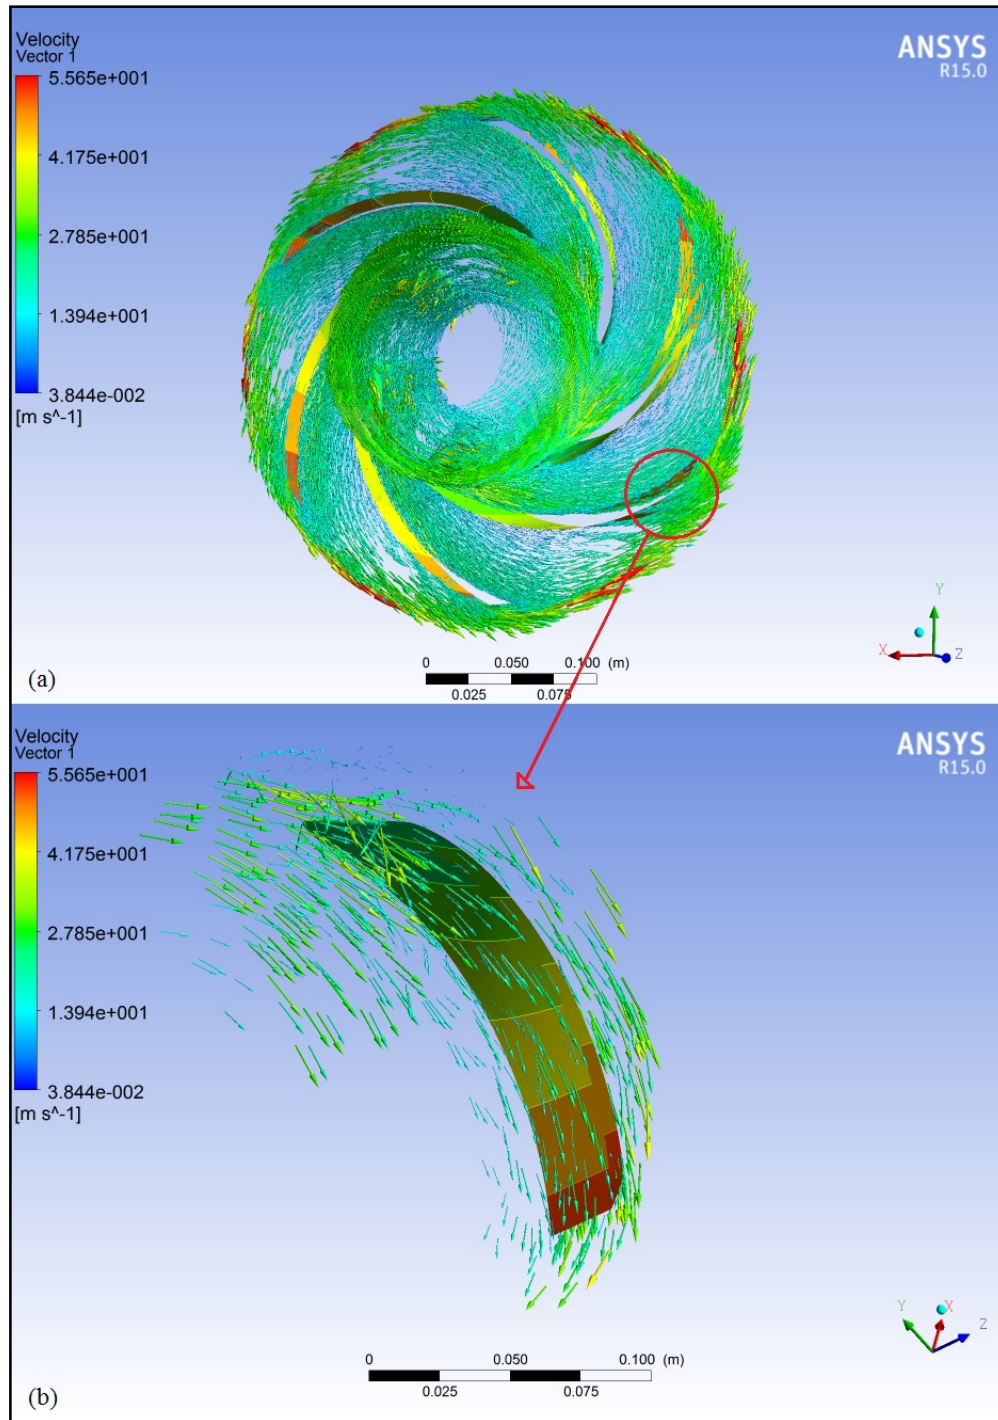 Velocity
Vector 1
5.565e+001
4.175e+001
2.785e+001
1.394e+001
3.844e-002
[m s^-1]
ANSYS
R15.0
Y
X
Z
0 0.050 0.100 (m)
0.025 0.075
(a)
Velocity
Vector 1
5.565e+001
4.175e+001
2.785e+001
1.394e+001
3.844e-002
[m s^-1]
ANSYS
R15.0
Y X Z
0 0.050 0.100 (m)
0.025 0.075
(b)